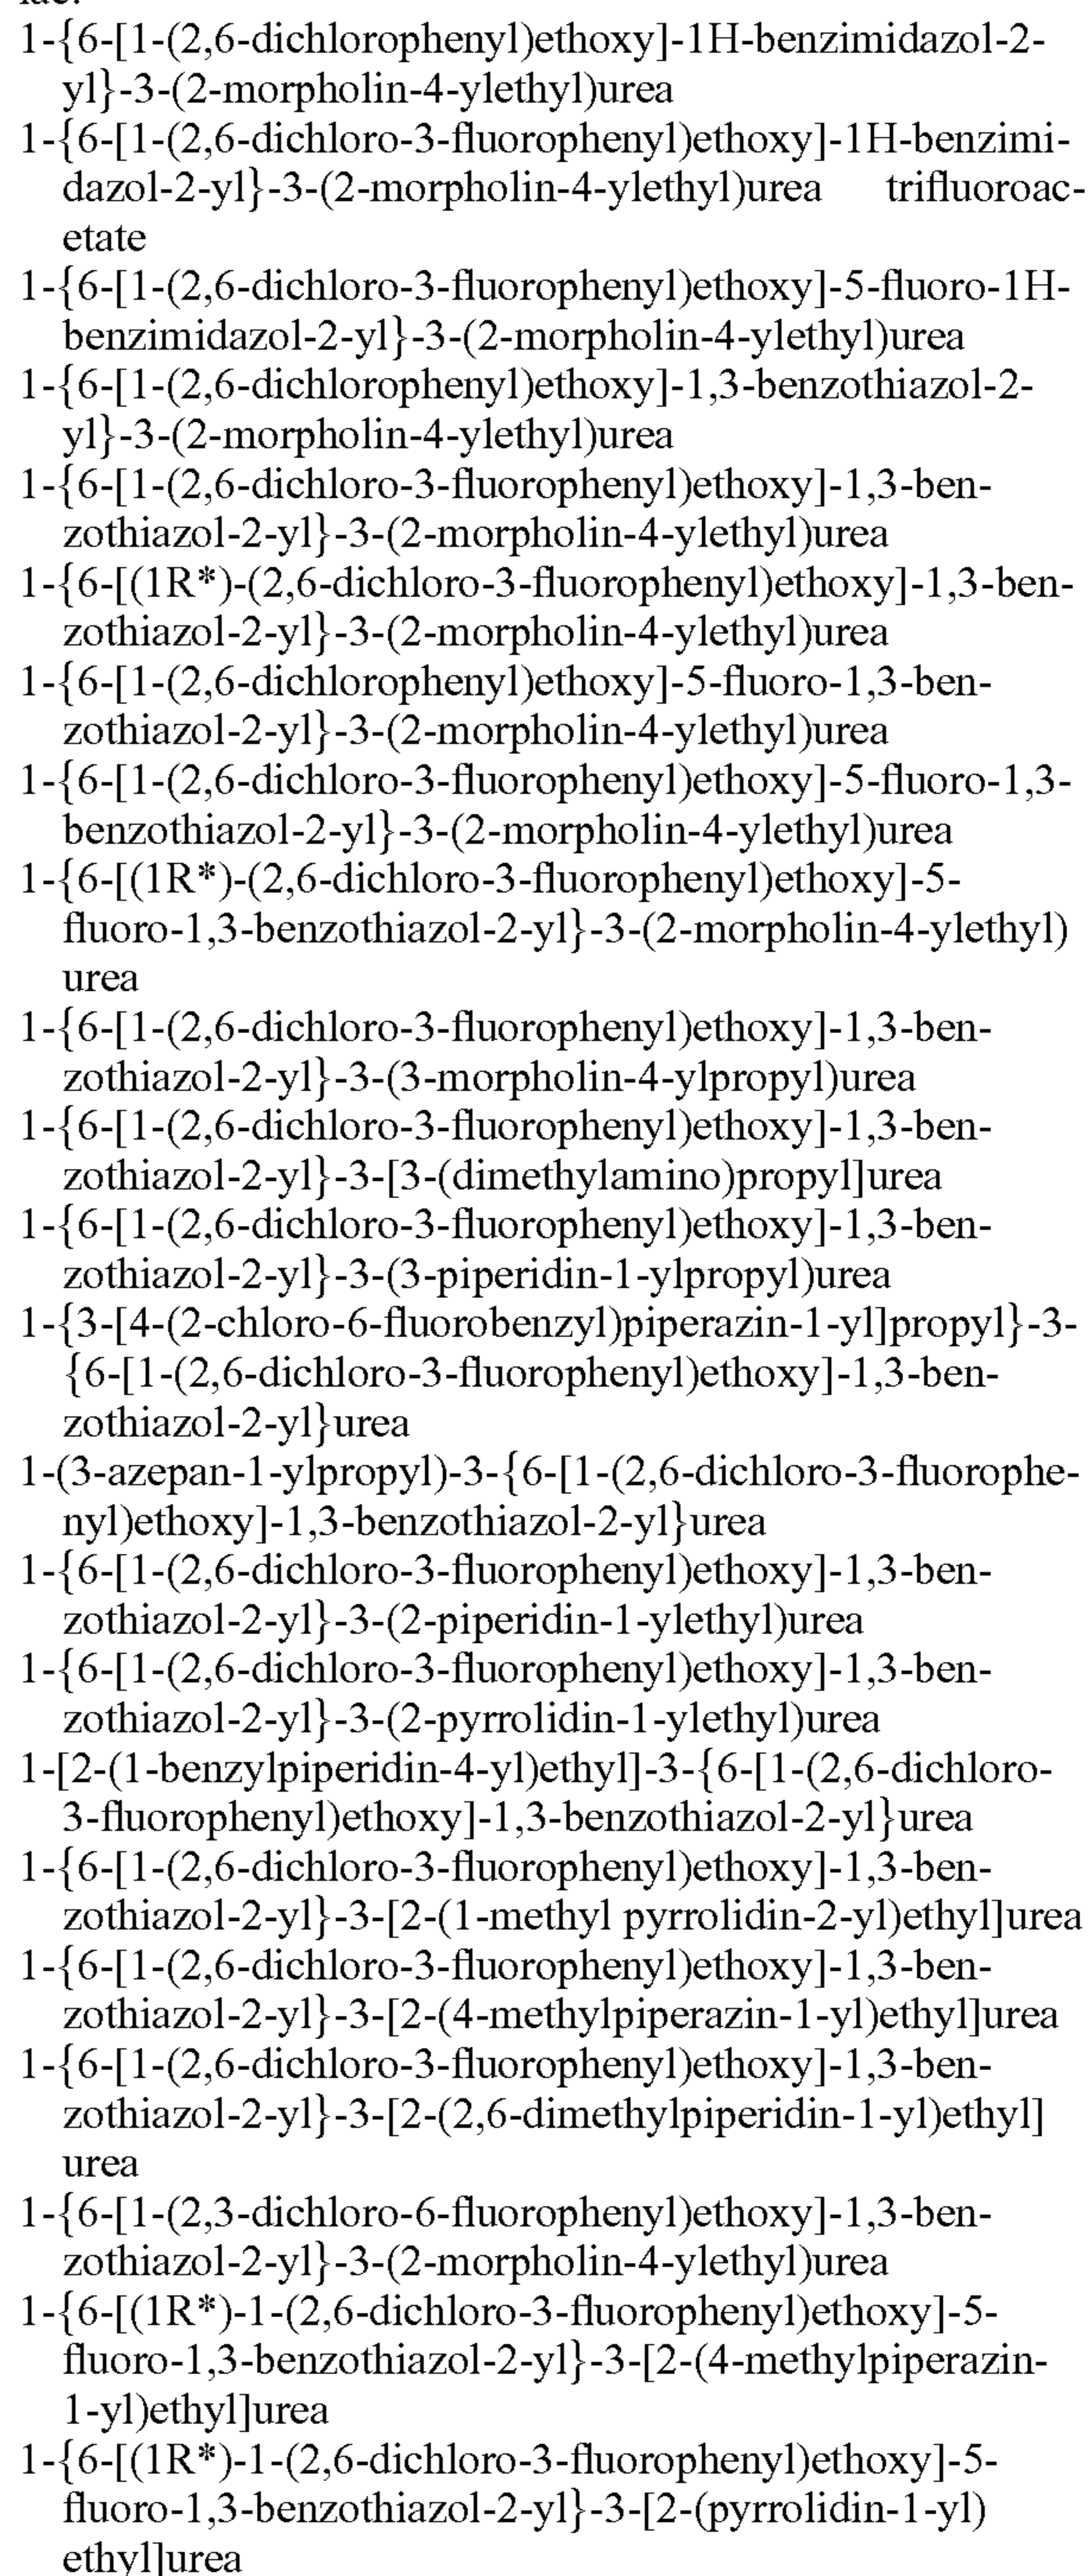 1-{6-[1-(2,6-dichlorophenyl)ethoxy]-1H-benzimidazol-2-
yl}-3-(2-morpholin-4-ylethyl)urea
1-{6-[1-(2,6-dichloro-3-fluorophenyl)ethoxy]-1H-benzimi-
dazol-2-yl}-3-(2-morpholin-4-ylethyl)urea trifluoroac-
etate
1-{6-[1-(2,6-dichloro-3-fluorophenyl)ethoxy]-5-fluoro-1H-
benzimidazol-2-yl}-3-(2-morpholin-4-ylethyl)urea
1-{6-[1-(2,6-dichlorophenyl)ethoxy]-1,3-benzothiazol-2-
yl}-3-(2-morpholin-4-ylethyl)urea
1-{6-[1-(2,6-dichloro-3-fluorophenyl)ethoxy]-1,3-ben-
zothiazol-2-yl}-3-(2-morpholin-4-ylethyl)urea
1-{6-[(1R*)-(2,6-dichloro-3-fluorophenyl)ethoxy]-1,3-ben-
zothiazol-2-yl}-3-(2-morpholin-4-ylethyl)urea
1-{6-[1-(2,6-dichlorophenyl)ethoxy]-5-fluoro-1,3-ben-
zothiazol-2-yl}-3-(2-morpholin-4-ylethyl)urea
1-{6-[1-(2,6-dichloro-3-fluorophenyl)ethoxy]-5-fluoro-1,3-
benzothiazol-2-yl}-3-(2-morpholin-4-ylethyl)urea
1-{6-[(1R*)-(2,6-dichloro-3-fluorophenyl)ethoxy]-5-
fluoro-1,3-benzothiazol-2-yl}-3-(2-morpholin-4-ylethyl)
urea
1-{6-[1-(2,6-dichloro-3-fluorophenyl)ethoxy]-1,3-ben-
zothiazol-2-yl}-3-(3-morpholin-4-ylpropyl)urea
1-{6-[1-(2,6-dichloro-3-fluorophenyl)ethoxy]-1,3-ben-
zothiazol-2-yl}-3-[3-(dimethylamino)propyl]urea
1-{6-[1-(2,6-dichloro-3-fluorophenyl)ethoxy]-1,3-ben-
zothiazol-2-yl}-3-(3-piperidin-1-ylpropyl)urea
1-{3-[4-(2-chloro-6-fluorobenzyl)piperazin-1-yl]propyl}-3-
{6-[1-(2,6-dichloro-3-fluorophenyl)ethoxy]-1,3-ben-
zothiazol-2-yl}urea
1-(3-azepan-1-ylpropyl)-3-{6-[1-(2,6-dichloro-3-fluorophe-
nyl)ethoxy]-1,3-benzothiazol-2-yl}urea
1-{6-[1-(2,6-dichloro-3-fluorophenyl)ethoxy]-1,3-ben-
zothiazol-2-yl}-3-(2-piperidin-1-ylethyl)urea
1-{6-[1-(2,6-dichloro-3-fluorophenyl)ethoxy]-1,3-ben-
zothiazol-2-yl}-3-(2-pyrrolidin-1-ylethyl)urea
1-[2-(1-benzylpiperidin-4-yl)ethyl]-3-{6-[1-(2,6-dichloro-
3-fluorophenyl)ethoxy]-1,3-benzothiazol-2-yl}urea
1-{6-[1-(2,6-dichloro-3-fluorophenyl)ethoxy]-1,3-ben-
zothiazol-2-yl}-3-[2-(1-methyl pyrrolidin-2-yl)ethyl]urea
1-{6-[1-(2,6-dichloro-3-fluorophenyl)ethoxy]-1,3-ben-
zothiazol-2-yl}-3-[2-(4-methylpiperazin-1-yl)ethyl]urea
1-{6-[1-(2,6-dichloro-3-fluorophenyl)ethoxy]-1,3-ben-
zothiazol-2-yl}-3-[2-(2,6-dimethylpiperidin-1-yl)ethyl]
urea
1-{6-[1-(2,3-dichloro-6-fluorophenyl)ethoxy]-1,3-ben-
zothiazol-2-yl}-3-(2-morpholin-4-ylethyl)urea
1-{6-[(1R*)-1-(2,6-dichloro-3-fluorophenyl)ethoxy]-5-
fluoro-1,3-benzothiazol-2-yl}-3-[2-(4-methylpiperazin-
1-yl)ethyl]urea
1-{6-[(1R*)-1-(2,6-dichloro-3-fluorophenyl)ethoxy]-5-
fluoro-1,3-benzothiazol-2-yl}-3-[2-(pyrrolidin-1-yl)
ethyl]urea